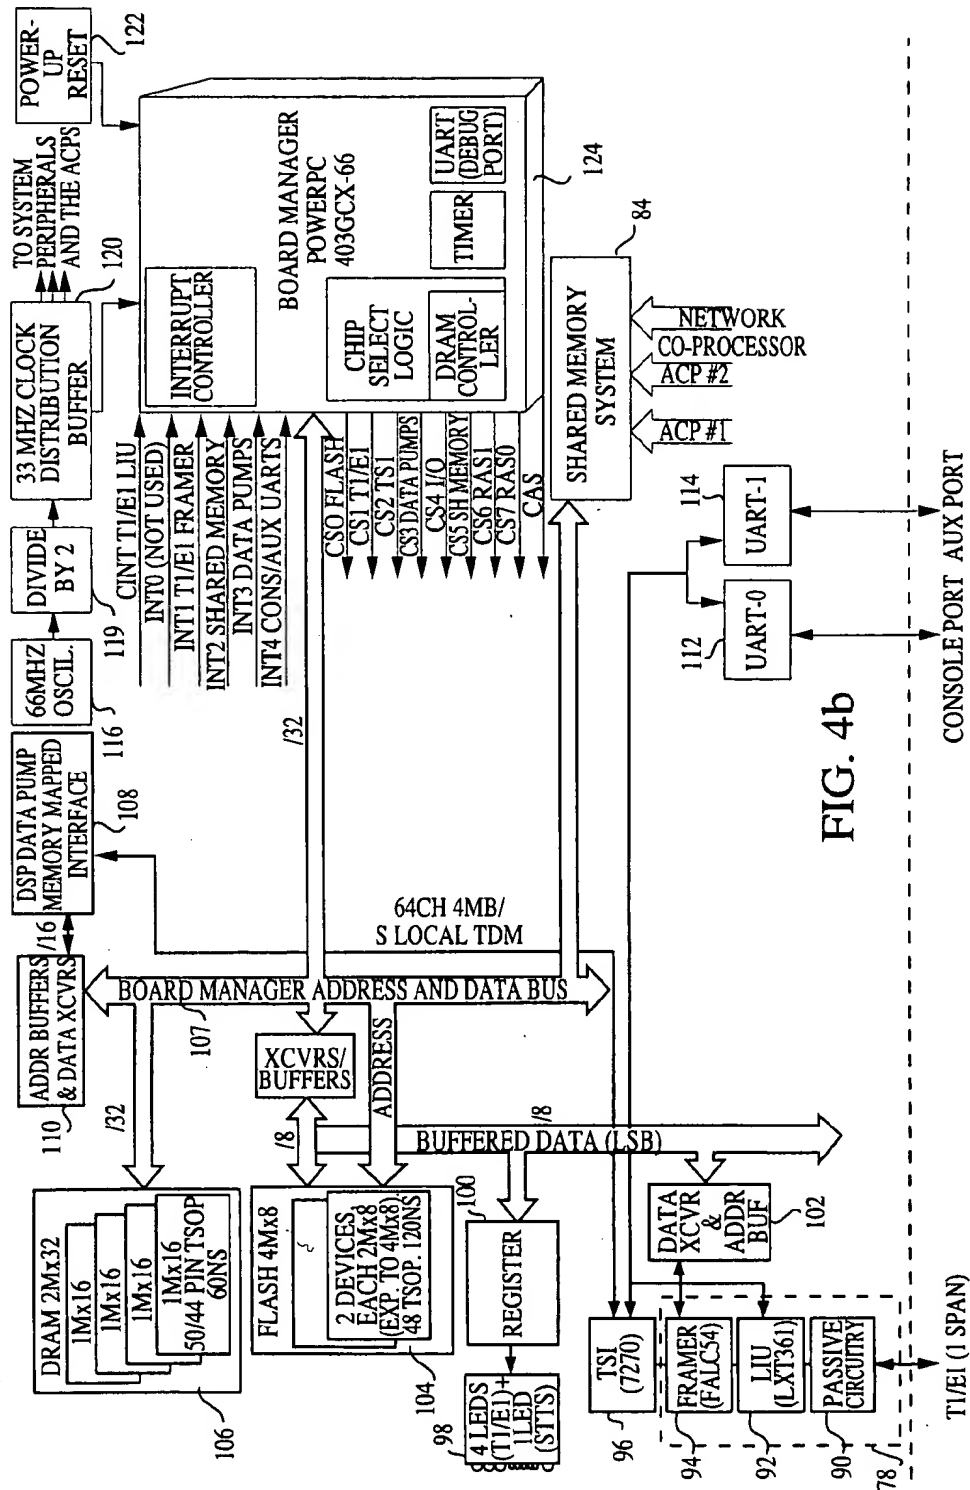 DRAM 2Mx32
1Mx16
1Mx16
1Mx16
1Mx16
50/44 PIN TSOP
60NS
106
/32
ADDR BUFFERS
& DATA XCVRS
110
/16
DSP DATA PUMP
MEMORY MAPPED
INTERFACE
108
66MHZ
OSCIL.
116
DIVIDE
BY 2
119
33 MHZ CLOCK
DISTRIBUTION
BUFFER
120
TO SYSTEM
PERIPHERALS
AND THE ACPS
POWER-
UP
RESET
122
FLASH 4Mx8
2 DEVICES,
EACH 2Mx8
(EXP TO 4Mx8).
48 TSOP. 120NS
104
/8
XCVRS/
BUFFERS
ADDRESS
107
BOARD MANAGER ADDRESS AND DATA BUS
64CH 4MB/
S LOCAL TDM
/32
CINT T1/E1 LIU
INT0 (NOT USED)
INT1 T1/E1 FRAMER
INT2 SHARED MEMORY
INT3 DATA PUMPS
INT4 CONS/AUX UARTS
INTERRUPT
CONTROLLER
BOARD MANAGER
POWERPC
403GCX-66
CHIP
SELECT
LOGIC
DRAM
CONTROL-
LER
TIMER
UART
(DEBUG
PORT)
124
CSO FLASH
CS1 T1/E1
CS2 TS1
CS3 DATA PUMPS
CS4 I/O
CS5 SH MEMORY
CS6 RAS1
CS7 RAS0
CAS
4 LEDS
(T1/E1)+
1LED
(STTS)
98
REGISTER
100
BUFFERED DATA (LSB)
/8
SHARED MEMORY
SYSTEM
84
ACP #1
ACP #2
NETWORK
CO-PROCESSOR
TSI
(7270)
96
FRAMER
(FALC54)
94
LIU
(LXT361)
92
PASSIVE
CIRCUITRY
90
78
DATA
XCVR
&
ADDR
BUF
102
FIG. 4b
UART-0
112
UART-1
114
T1/E1 (1 SPAN)
CONSOLE PORT
AUX PORT